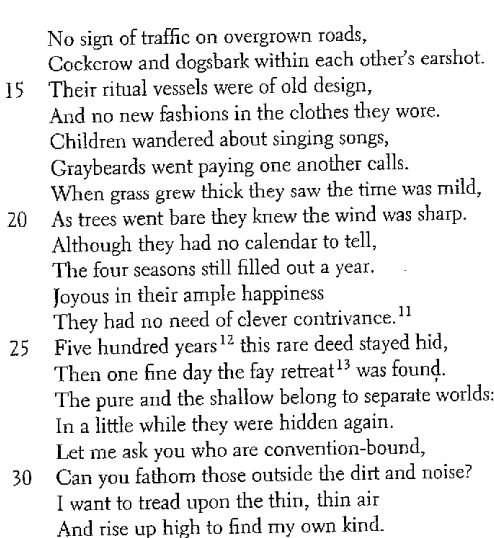 No sign of traffic on overgrown roads,
Cockcrow and dogsbark within each other's earshot.
15 Their ritual vessels were of old design,
And no new fashions in the clothes they wore.
Children wandered about singing songs,
Graybeards went paying one another calls.
When grass grew thick they saw the time was mild,
20 As trees went bare they knew the wind was sharp.
Although they had no calendar to tell,
The four seasons still filled out a year.
Joyous in their ample happiness
They had no need of clever contrivance.11
25 Five hundred years12 this rare deed stayed hid,
Then one fine day the fay retreat13 was found.
The pure and the shallow belong to separate worlds:
In a little while they were hidden again.
Let me ask you who are convention-bound,
30 Can you fathom those outside the dirt and noise?
I want to tread upon the thin, thin air
And rise up high to find my own kind.